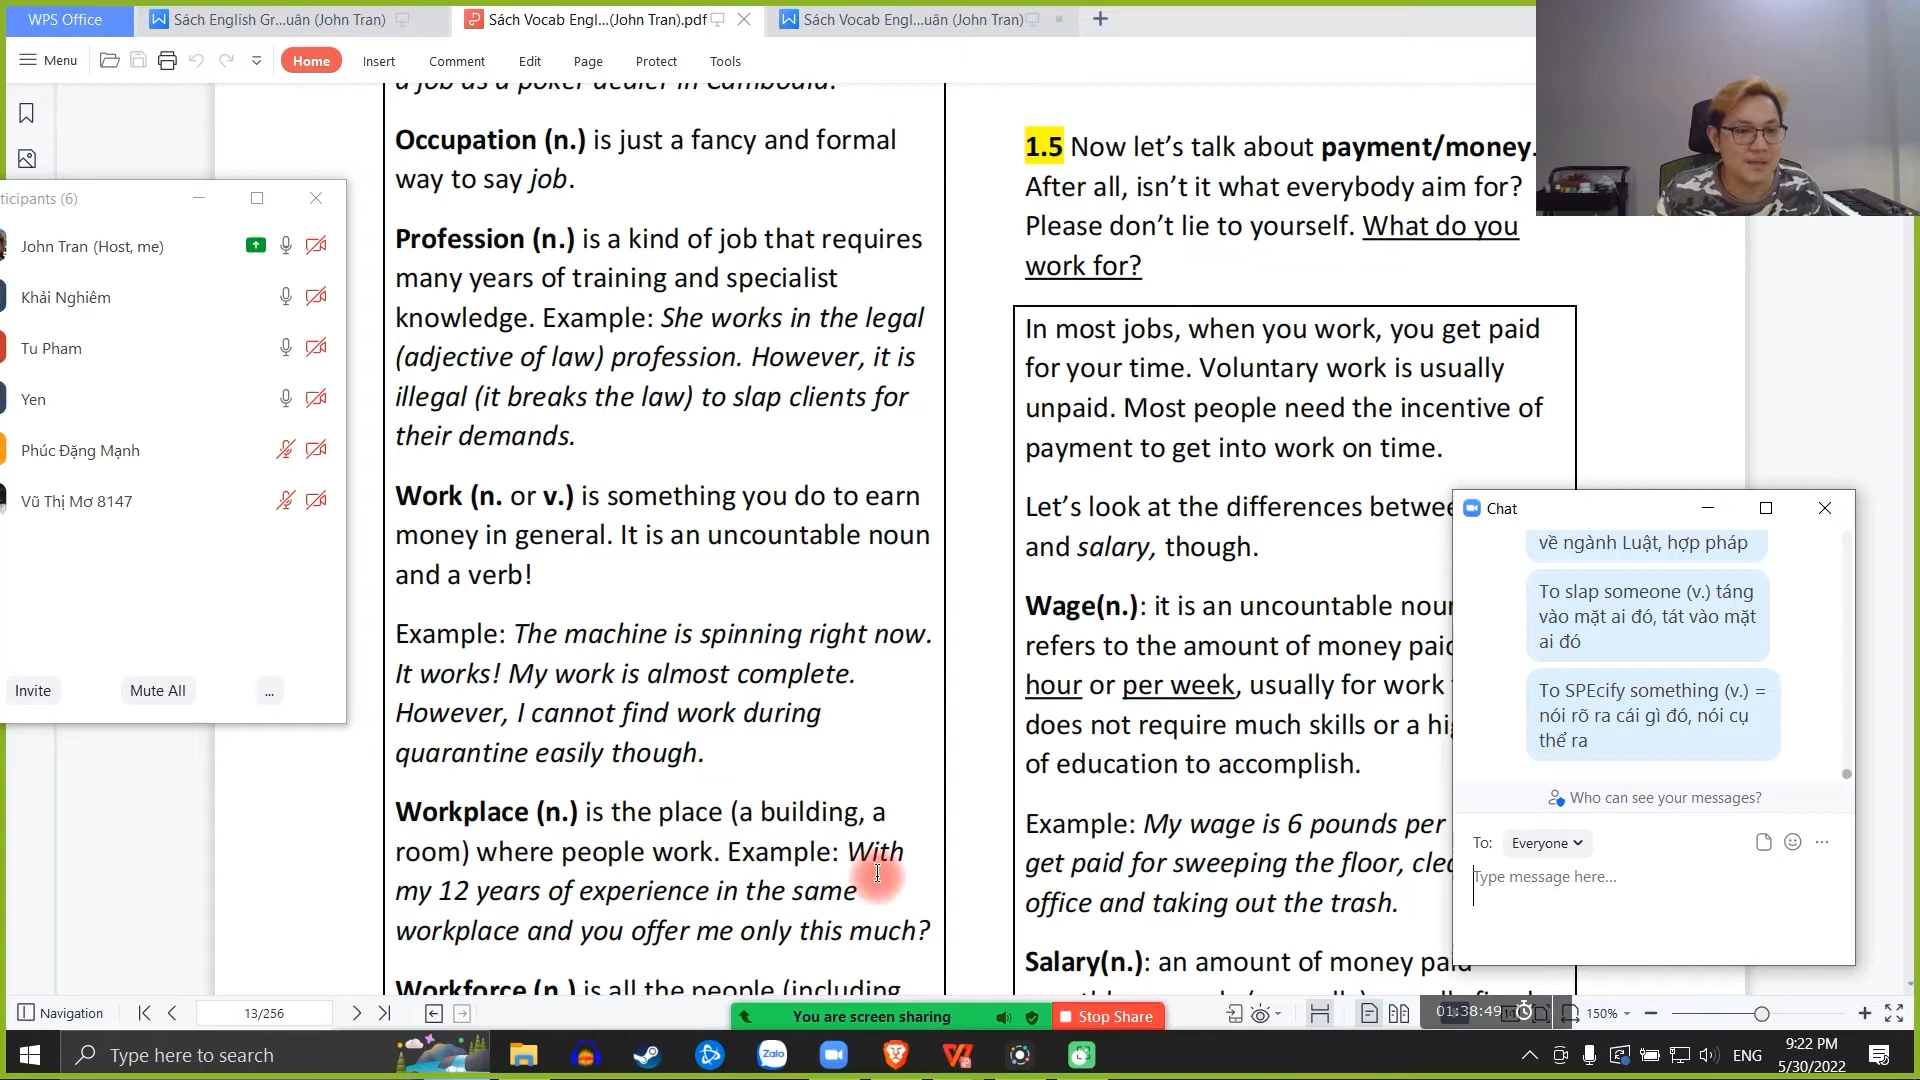 WPS Office
Sách English Gr...uân (John Tran)
Sách Vocab Engl...(John Tran).pdf
Sách Vocab Engl...uân (John Tran)
Menu
Home
Insert
Comment
Edit
Page
Protect
Tools
a job as a poker dealer in Cambodia.
Occupation (n.) is just a fancy and formal
way to say job.
Profession (n.) is a kind of job that requires
many years of training and specialist
knowledge. Example: She works in the legal
(adjective of law) profession. However, it is
illegal (it breaks the law) to slap clients for
their demands.
Work (n. or v.) is something you do to earn
money in general. It is an uncountable noun
and a verb!
Example: The machine is spinning right now.
It works! My work is almost complete.
However, I cannot find work during
quarantine easily though.
Workplace (n.) is the place (a building, a
room) where people work. Example: With
my 12 years of experience in the same
workplace and you offer me only this much?
Workforce (n.) is all the people (including
1.5 Now let's talk about payment/money.
After all, isn't it what everybody aim for?
Please don't lie to yourself. What do you
work for?
In most jobs, when you work, you get paid
for your time. Voluntary work is usually
unpaid. Most people need the incentive of
payment to get into work on time.
Let's look at the differences betwee
and salary, though.
Wage(n.): it is an uncountable nour
refers to the amount of money paid
hour or per week, usually for work
does not require much skills or a hi
of education to accomplish.
Example: My wage is 6 pounds per
get paid for sweeping the floor, clea
office and taking out the trash.
Salary(n.): an amount of money paid
ticipants (6)
John Tran (Host, me)
Khải Nghiêm
Tu Pham
Yen
Phúc Đặng Mạnh
Vũ Thị Mơ 8147
Invite
Mute All
...
Chat
về ngành Luật, hợp pháp
To slap someone (v.) táng
vào mặt ai đó, tát vào mặt
ai đó
To SPEcify something (v.) =
nói rõ ra cái gì đó, nói cụ
thể ra
Who can see your messages?
To: Everyone
Type message here...
Navigation
13/256
You are screen sharing
Stop Share
01:38:49
150%
Type here to search
Zalo
ENG
9:22 PM
5/30/2022